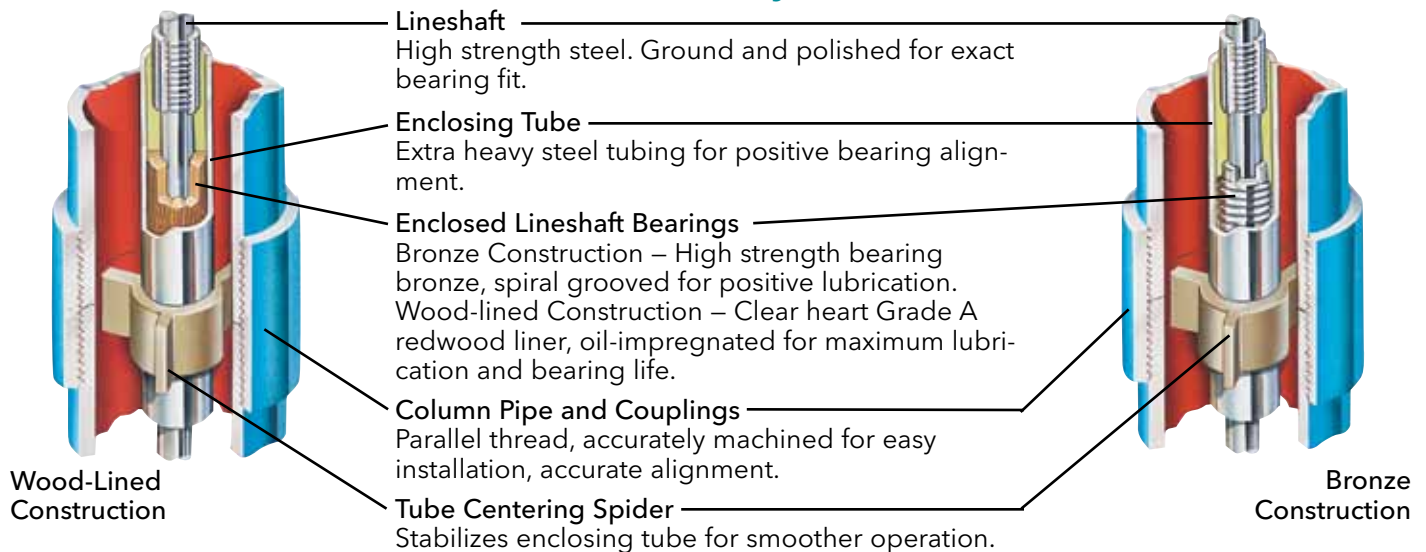 Lineshaft
High strength steel. Ground and polished for exact
bearing fit.
Enclosing Tube
Extra heavy steel tubing for positive bearing align-
ment.
Enclosed Lineshaft Bearings
Bronze Construction – High strength bearing
bronze, spiral grooved for positive lubrication.
Wood-lined Construction – Clear heart Grade A
redwood liner, oil-impregnated for maximum lubri-
cation and bearing life.
Column Pipe and Couplings
Parallel thread, accurately machined for easy
installation, accurate alignment.
Tube Centering Spider
Stabilizes enclosing tube for smoother operation.
Wood-Lined
Construction
Bronze
Construction